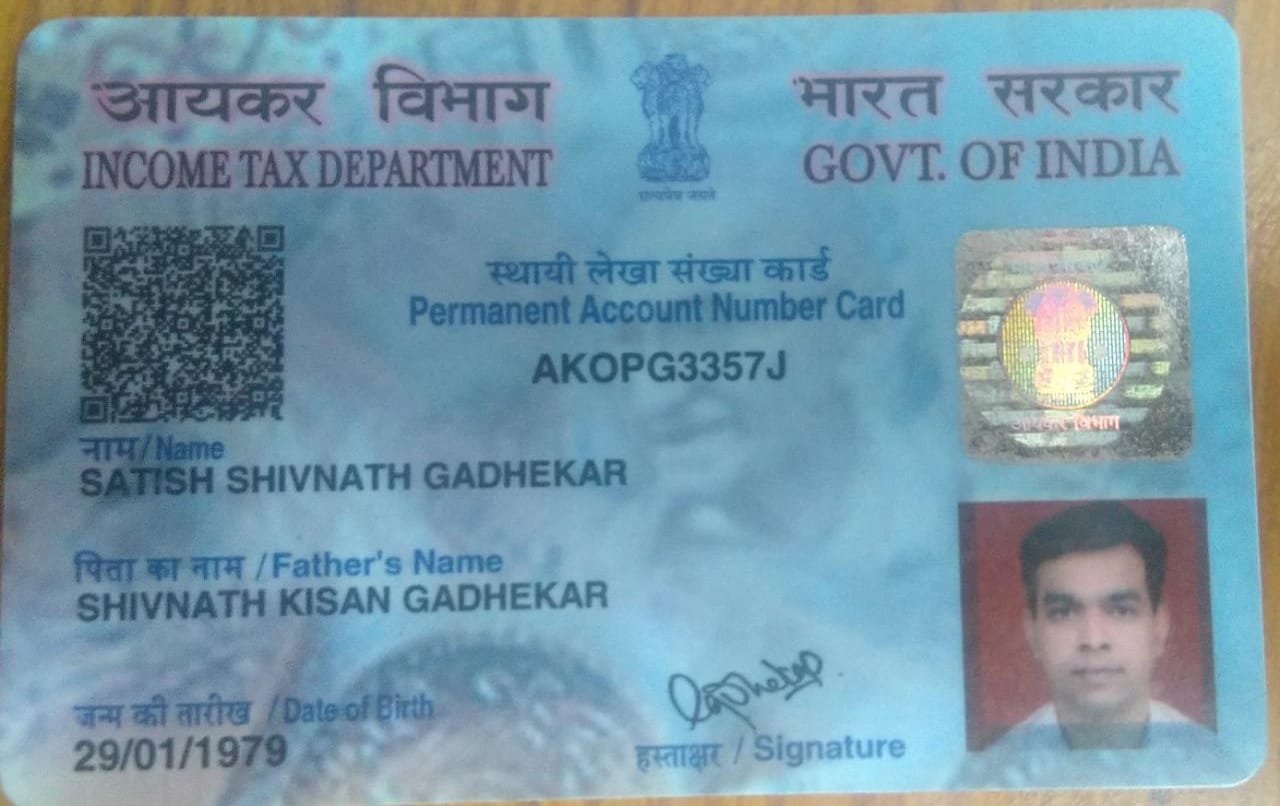 आयकर विभाग
INCOME TAX DEPARTMENT
सत्यमेव जयते
भारत सरकार
GOVT. OF INDIA
स्थायी लेखा संख्या कार्ड
Permanent Account Number Card
AKOPG3357J
आयकर विभाग
नाम / Name
SATISH SHIVNATH GADHEKAR
पिता का नाम / Father's Name
SHIVNATH KISAN GADHEKAR
जन्म की तारीख / Date of Birth
29/01/1979
हस्ताक्षर / Signature